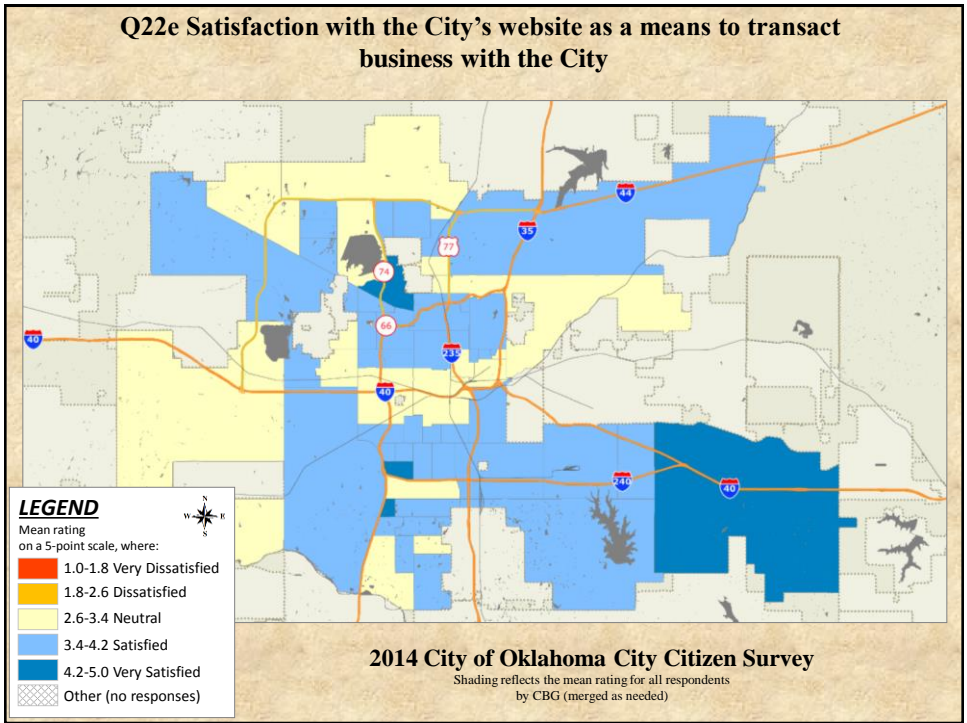 Q22e Satisfaction with the City's website as a means to transact
business with the City
44
35
77
74
66
40
235
40
240
40
LEGEND
Mean rating
on a 5-point scale, where:
N
W E
S
1.0-1.8 Very Dissatisfied
1.8-2.6 Dissatisfied
2.6-3.4 Neutral
3.4-4.2 Satisfied
4.2-5.0 Very Satisfied
Other (no responses)
2014 City of Oklahoma City Citizen Survey
Shading reflects the mean rating for all respondents
by CBG (merged as needed)